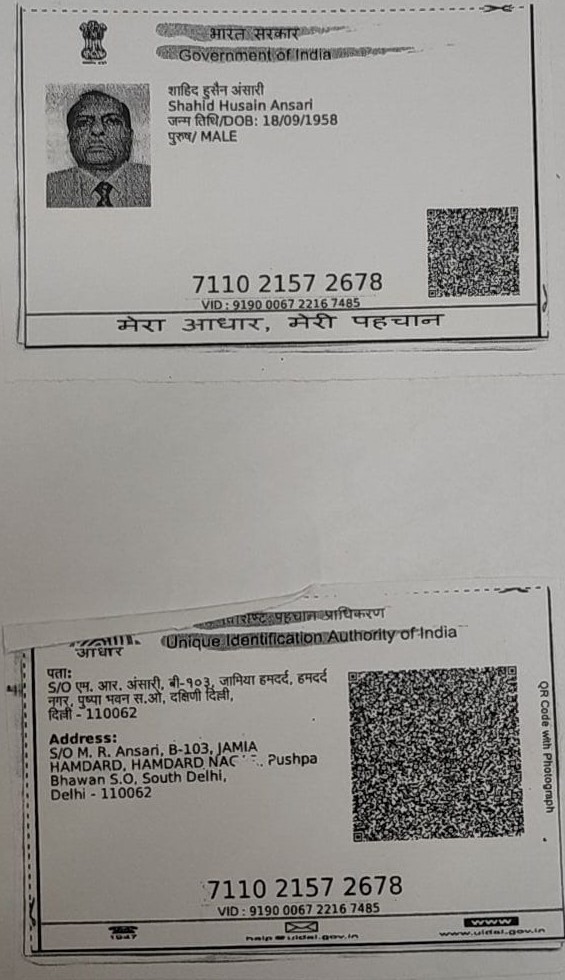 भारत सरकार
Government of India
शाहिद हुसैन अंसारी
Shahid Husain Ansari
जन्म तिथि/DOB: 18/09/1958
पुरुष/ MALE
7110 2157 2678
VID : 9190 0067 2216 7485
मेरा आधार, मेरी पहचान
पहचान प्राधिकरण
Unique Identification Authority of India
आधार
पता:
S/O एम. आर. अंसारी, बी-१०३, जामिया हमदर्द, हमदर्द
नगर, पुष्पा भवन स.ओ, दक्षिणी दिल्ली,
दिल्ली - 110062
Address:
S/O M. R. Ansari, B-103, JAMIA
HAMDARD, HAMDARD Pushpa
Bhawan S.O, South Delhi,
Delhi - 110062
QR Code with Photograph
7110 2157 2678
VID : 9190 0067 2216 7485
1947
help@uidai.gov.in
www
www.uidai.gov.in